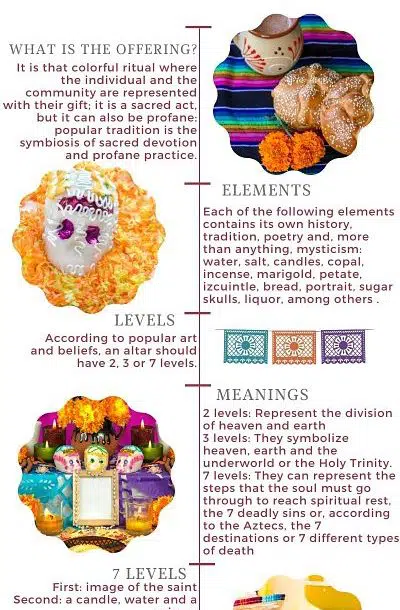 WHAT IS THE OFFERING?
It is that colorful ritual where
the individual and the
community are represented
with their gift; it is a sacred act,
but it can also be profane:
popular tradition is the
symbiosis of sacred devotion
and profane practice.
ELEMENTS
Each of the following elements
contains its own history,
tradition, poetry and, more
than anything, mysticism:
water, salt, candles, copal,
incense, marigold, petate,
izcuintle, bread, portrait, sugar
skulls, liquor, among others .
LEVELS
According to popular art
and beliefs, an altar should
have 2, 3 or 7 levels.
MEANINGS
2 levels: Represent the division
of heaven and earth
3 levels: They symbolize
heaven, earth and the
underworld or the Holy Trinity.
7 levels: They can represent the
steps that the soul must go
through to reach spiritual rest,
the 7 deadly sins or, according
to the Aztecs, the 7
destinations or 7 different types
of death
7 LEVELS
First: image of the saint
Second: a candle, water and a